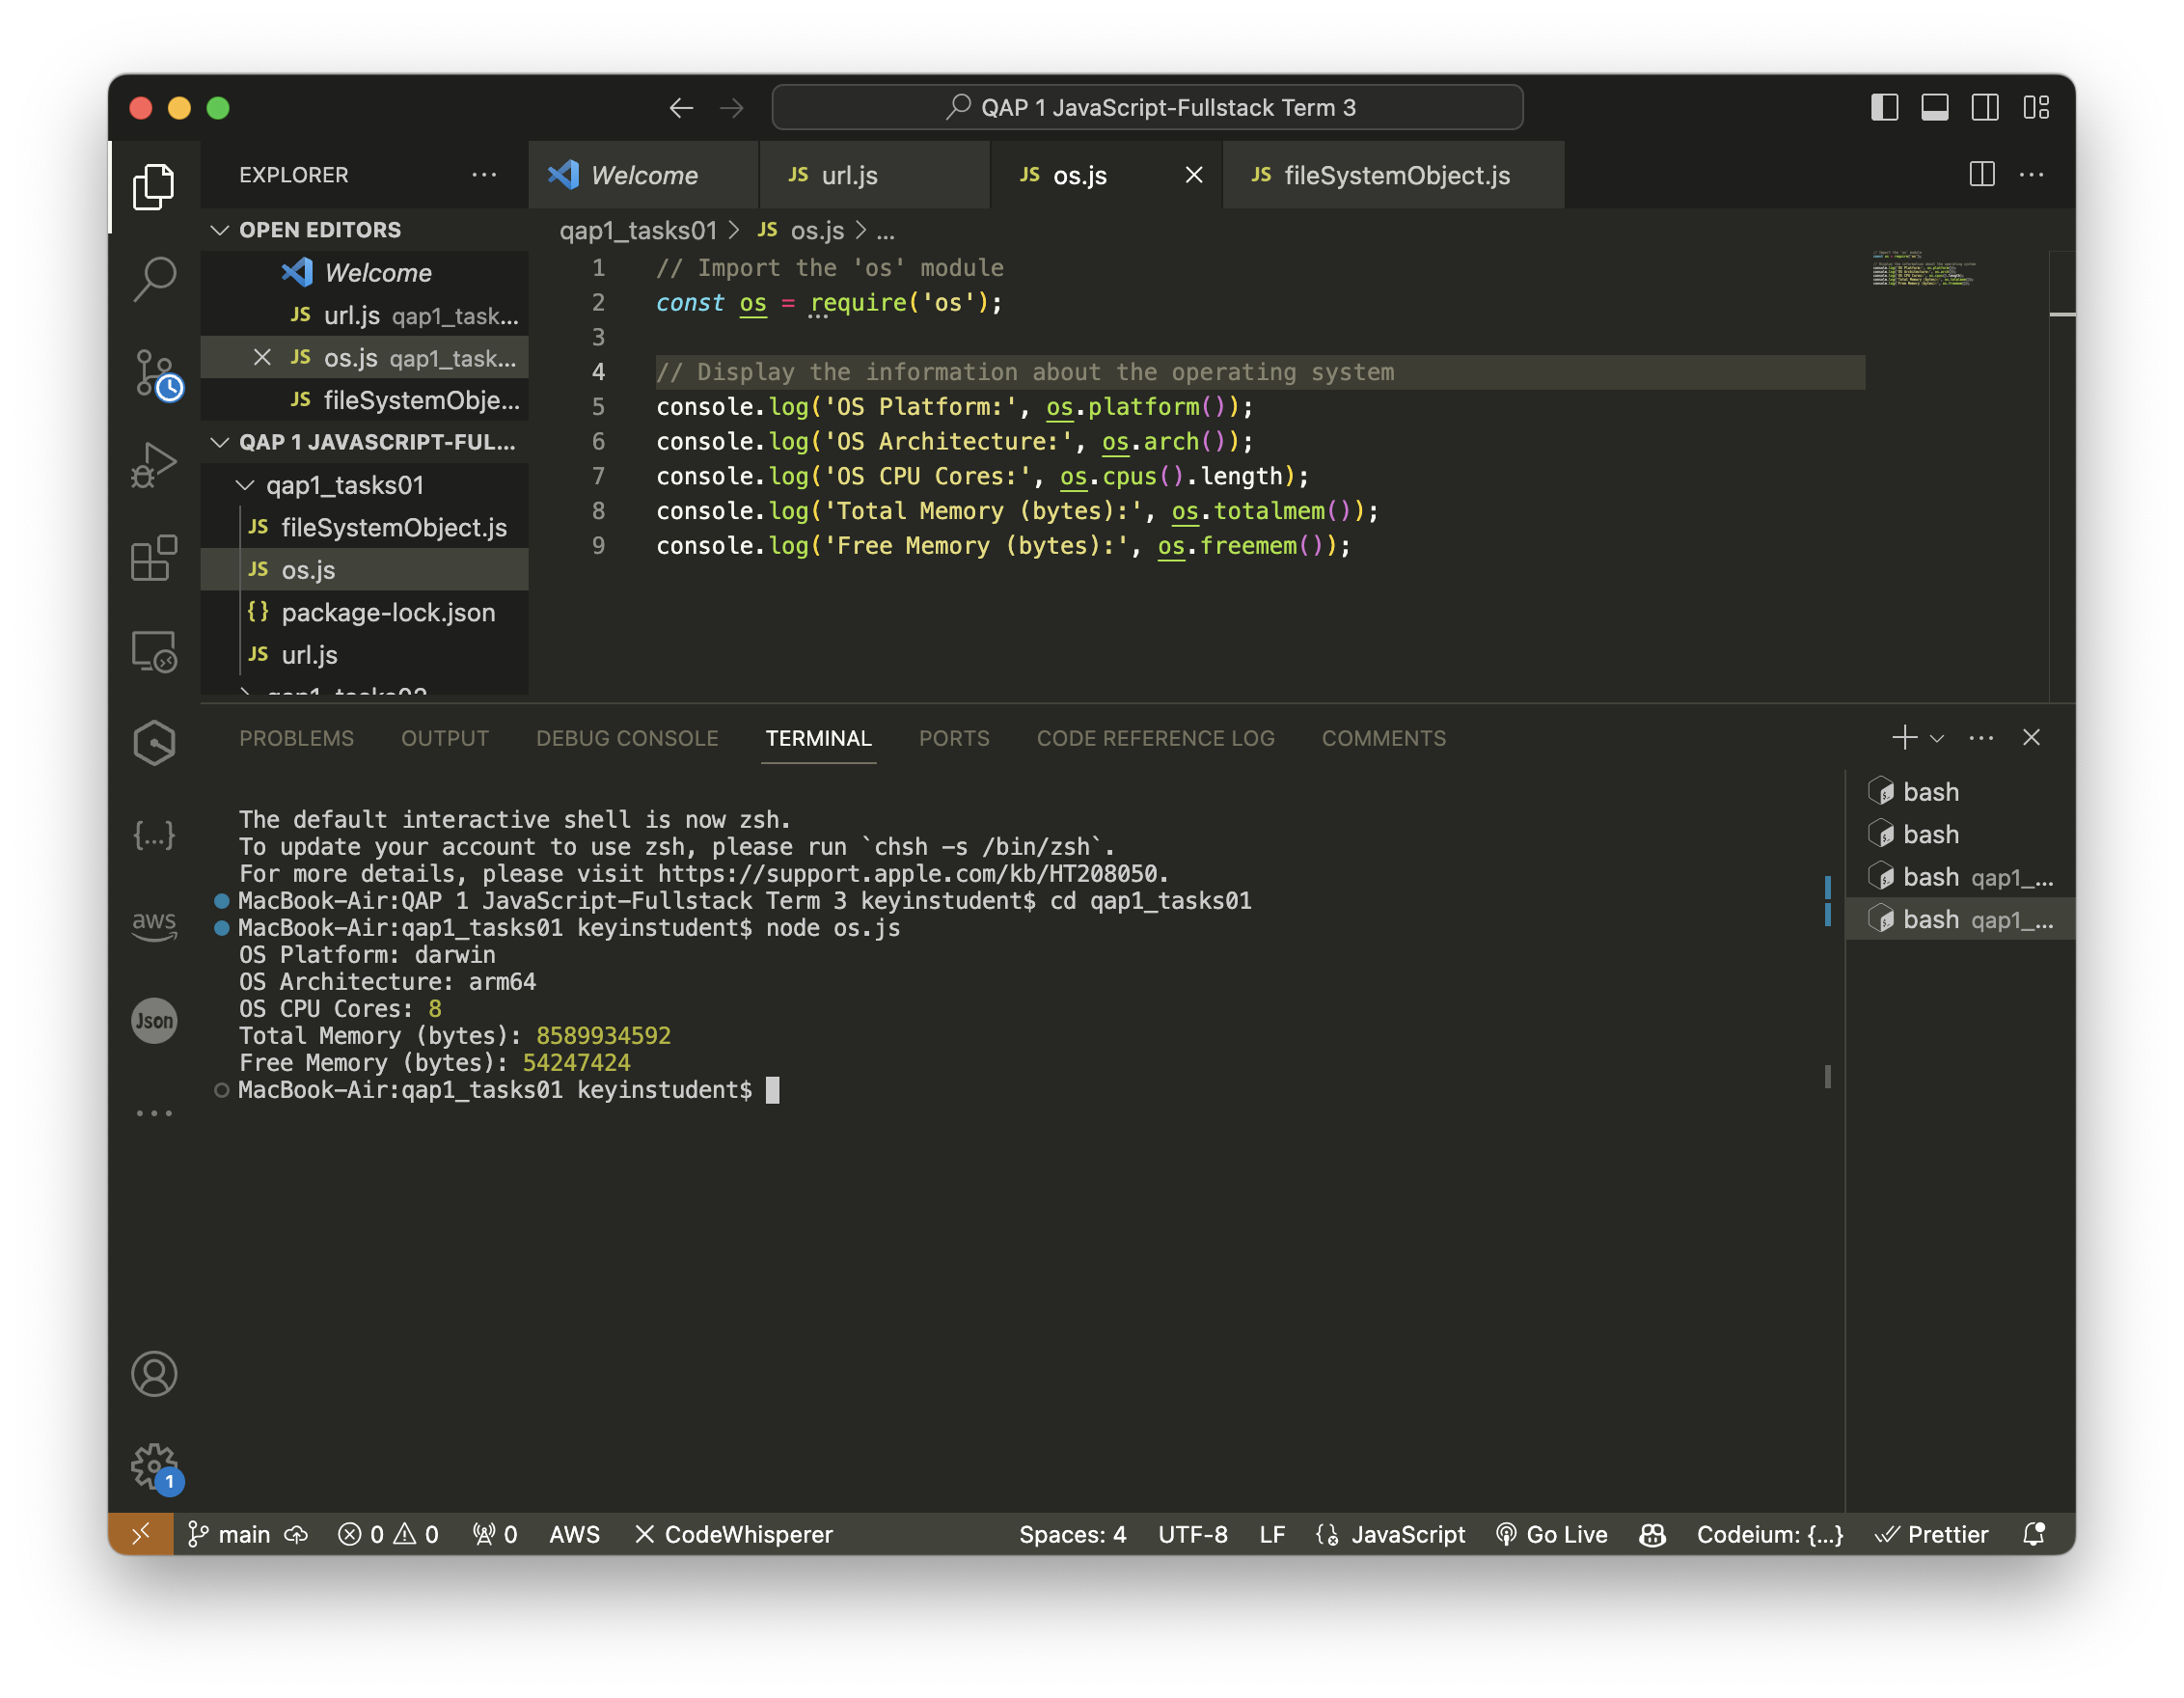 QAP 1 JavaScript-Fullstack Term 3
EXPLORER
Welcome
JS url.js
JS os.js
JS fileSystemObject.js
OPEN EDITORS
Welcome
JS url.js qap1_task...
JS os.js qap1_task...
JS fileSystemObje...
QAP 1 JAVASCRIPT-FUL...
qap1_tasks01
JS fileSystemObject.js
JS os.js
{} package-lock.json
JS url.js
qap1_tasks01 > JS os.js > ...
1 // Import the 'os' module
2 const os = require('os');
3
4 // Display the information about the operating system
5 console.log('OS Platform:', os.platform());
6 console.log('OS Architecture:', os.arch());
7 console.log('OS CPU Cores:', os.cpus().length);
8 console.log('Total Memory (bytes):', os.totalmem());
9 console.log('Free Memory (bytes):', os.freemem());
PROBLEMS OUTPUT DEBUG CONSOLE TERMINAL PORTS CODE REFERENCE LOG COMMENTS
The default interactive shell is now zsh.
To update your account to use zsh, please run `chsh -s /bin/zsh`.
For more details, please visit https://support.apple.com/kb/HT208050.
MacBook-Air:QAP 1 JavaScript-Fullstack Term 3 keyinstudent$ cd qap1_tasks01
MacBook-Air:qap1_tasks01 keyinstudent$ node os.js
OS Platform: darwin
OS Architecture: arm64
OS CPU Cores: 8
Total Memory (bytes): 8589934592
Free Memory (bytes): 54247424
MacBook-Air:qap1_tasks01 keyinstudent$
bash
bash
bash qap1_...
bash qap1_...
{...}
aws
Json
1
main 0 0 0 AWS CodeWhisperer Spaces: 4 UTF-8 LF JavaScript Go Live Codeium: {...} Prettier